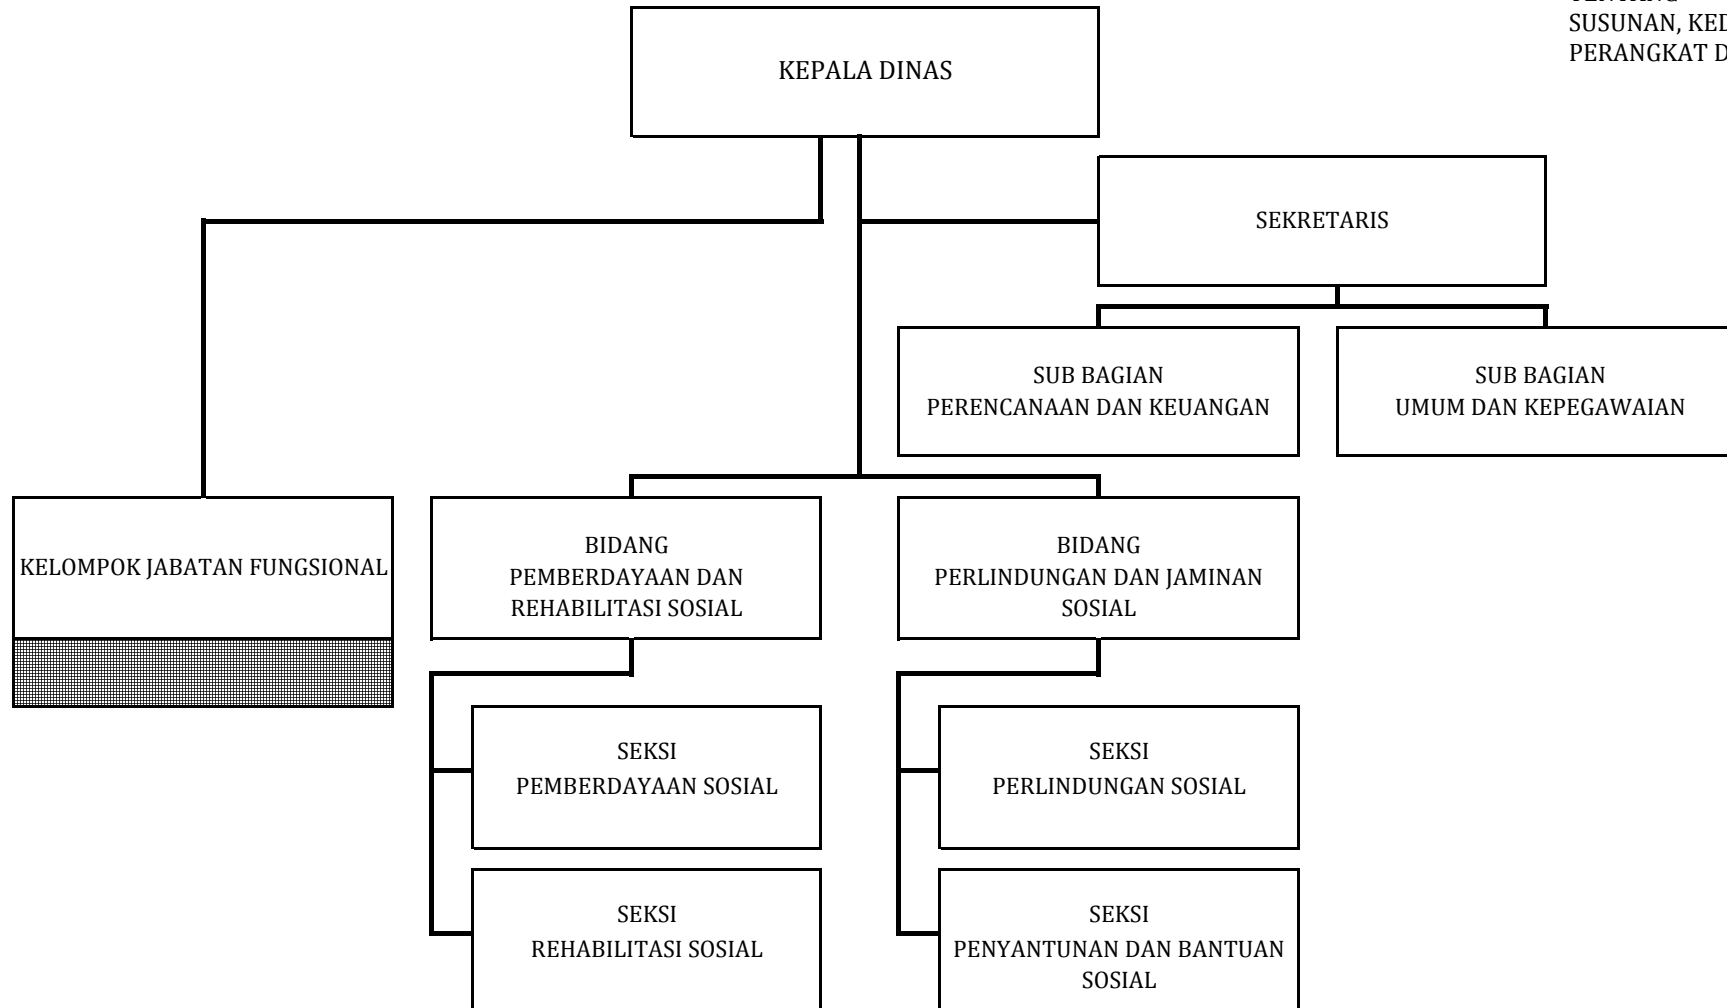 SUSUNAN,
PERANGKAT
KEPALA DINAS
SEKRETARIS
SUB BAGIAN
PERENCANAAN DAN KEUANGAN
SUB BAGIAN
UMUM DAN KEPEGAWAIAN
KELOMPOK JABATAN FUNGSIONAL
BIDANG
PEMBERDAYAAN DAN
REHABILITASI SOSIAL
BIDANG
PERLINDUNGAN DAN JAMINAN
SOSIAL
SEKSI
PEMBERDAYAAN SOSIAL
SEKSI
PERLINDUNGAN SOSIAL
SEKSI
REHABILITASI SOSIAL
SEKSI
PENYANTUNAN DAN BANTUAN
SOSIAL